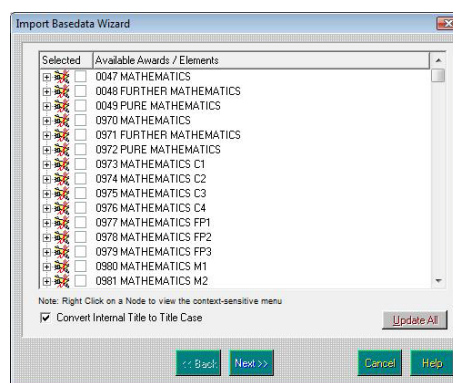 Import Basedata Wizard
Selected Available Awards / Elements
0047 MATHEMATICS
0048 FURTHER MATHEMATICS
0049 PURE MATHEMATICS
0970 MATHEMATICS
0971 FURTHER MATHEMATICS
0972 PURE MATHEMATICS
0973 MATHEMATICS C1
0974 MATHEMATICS C2
0975 MATHEMATICS C3
0976 MATHEMATICS C4
0977 MATHEMATICS FP1
0978 MATHEMATICS FP2
0979 MATHEMATICS FP3
0980 MATHEMATICS M1
0981 MATHEMATICS M2
Note: Right Click on a Node to view the context-sensitive menu
Convert Internal Title to Title Case
Update All
<< Back Next >> Cancel Help